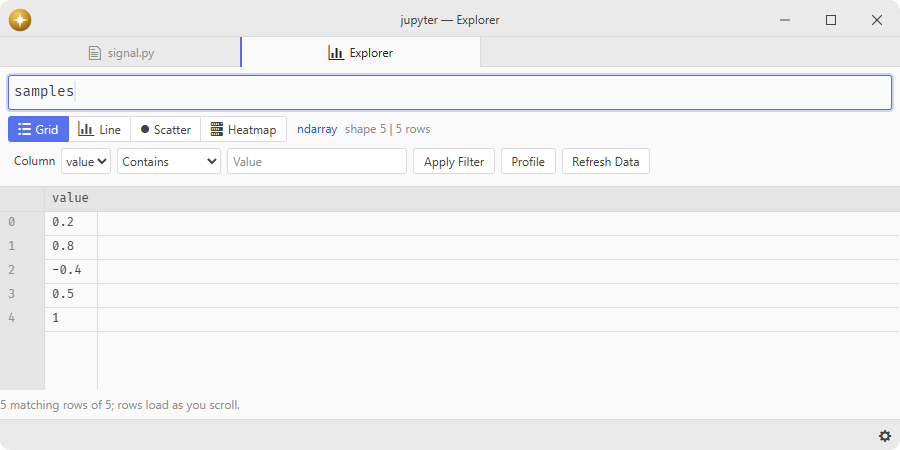 jupyter — Explorer
signal.py Explorer
samples
Grid Line Scatter Heatmap ndarray shape 5 | 5 rows
Column value Contains Value Apply Filter Profile Refresh Data
value
0 0.2
1 0.8
2 -0.4
3 0.5
4 1
5 matching rows of 5; rows load as you scroll.